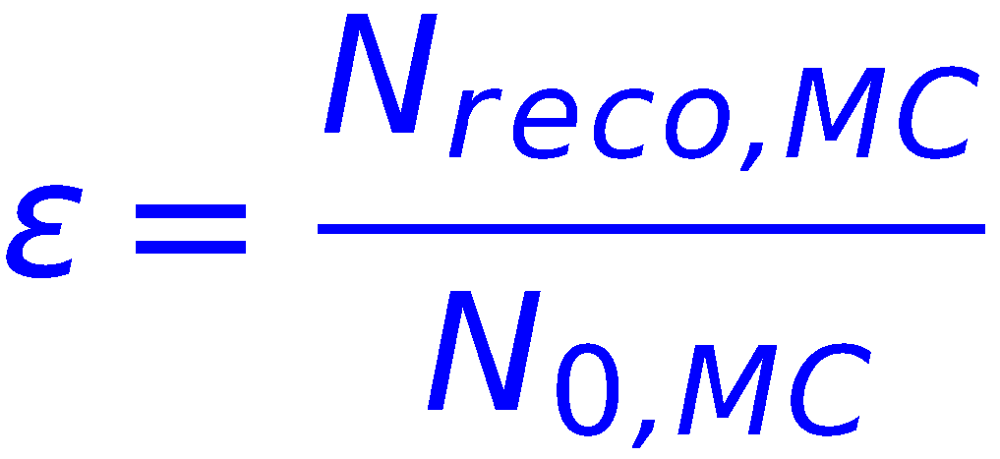 ε = N_{reco,MC} / N_{0,MC}